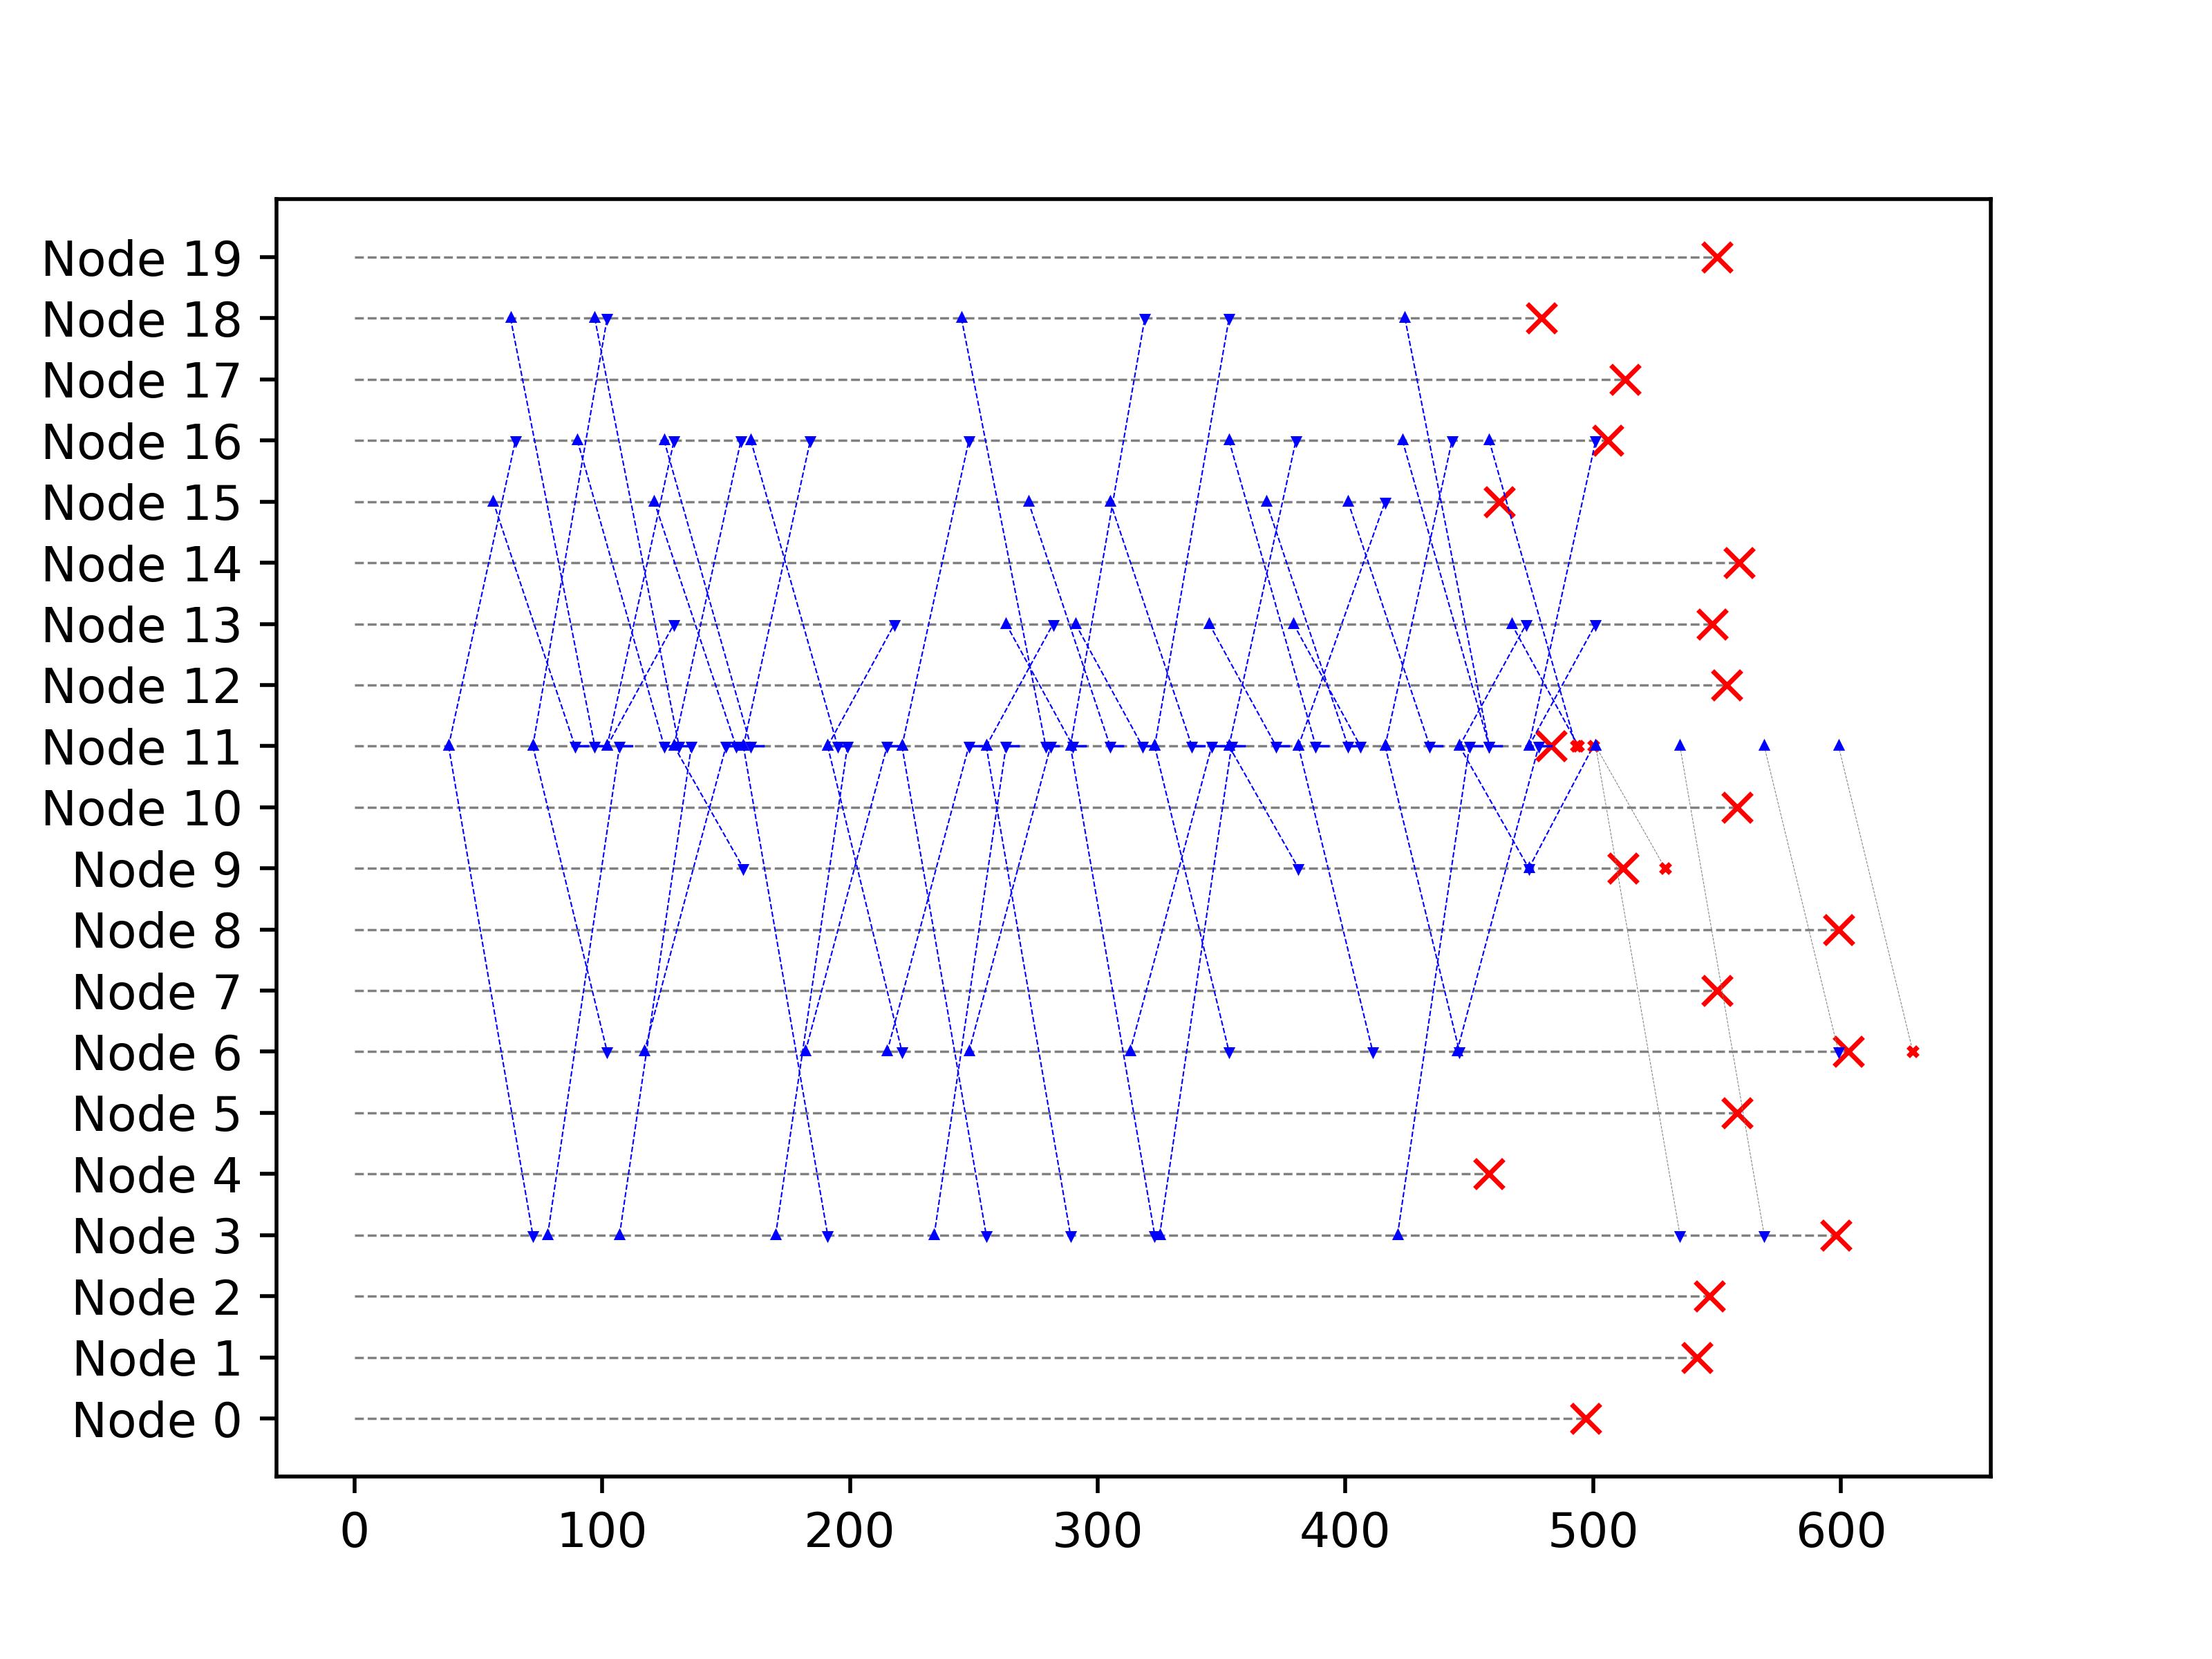 Node 19
Node 18
Node 17
Node 16
Node 15
Node 14
Node 13
Node 12
Node 11
Node 10
Node 9
Node 8
Node 7
Node 6
Node 5
Node 4
Node 3
Node 2
Node 1
Node 0
0 100 200 300 400 500 600